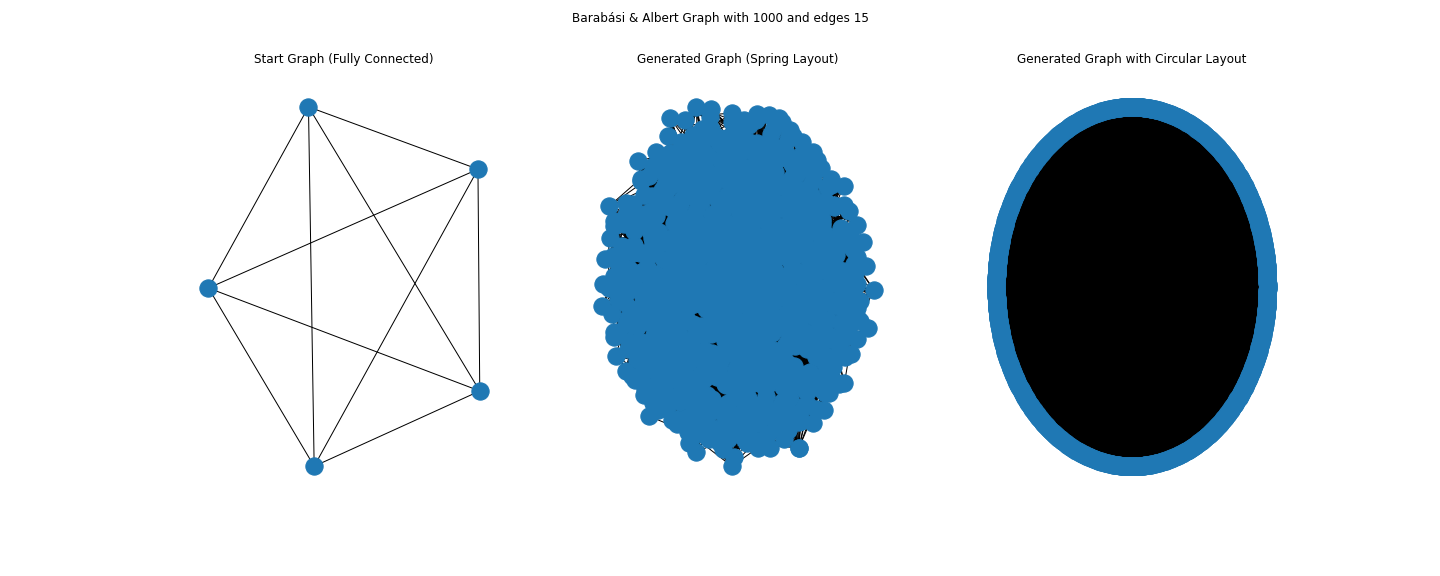 Barabási & Albert Graph with 1000 and edges 15
Start Graph (Fully Connected)
Generated Graph (Spring Layout)
Generated Graph with Circular Layout